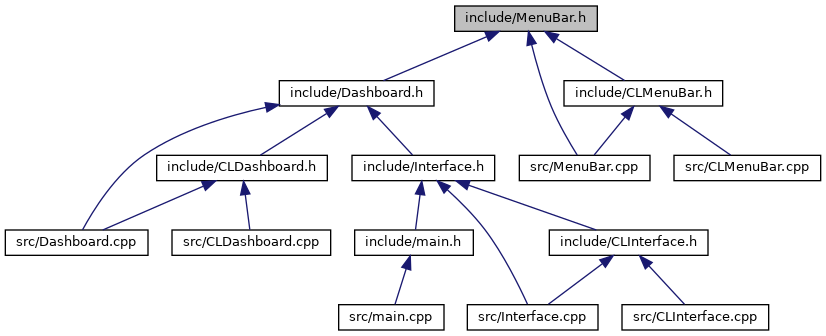 include/MenuBar.h
include/Dashboard.h
include/CLMenuBar.h
include/CLDashboard.h
include/Interface.h
src/MenuBar.cpp
src/CLMenuBar.cpp
src/Dashboard.cpp
src/CLDashboard.cpp
include/main.h
include/CLInterface.h
src/main.cpp
src/Interface.cpp
src/CLInterface.cpp